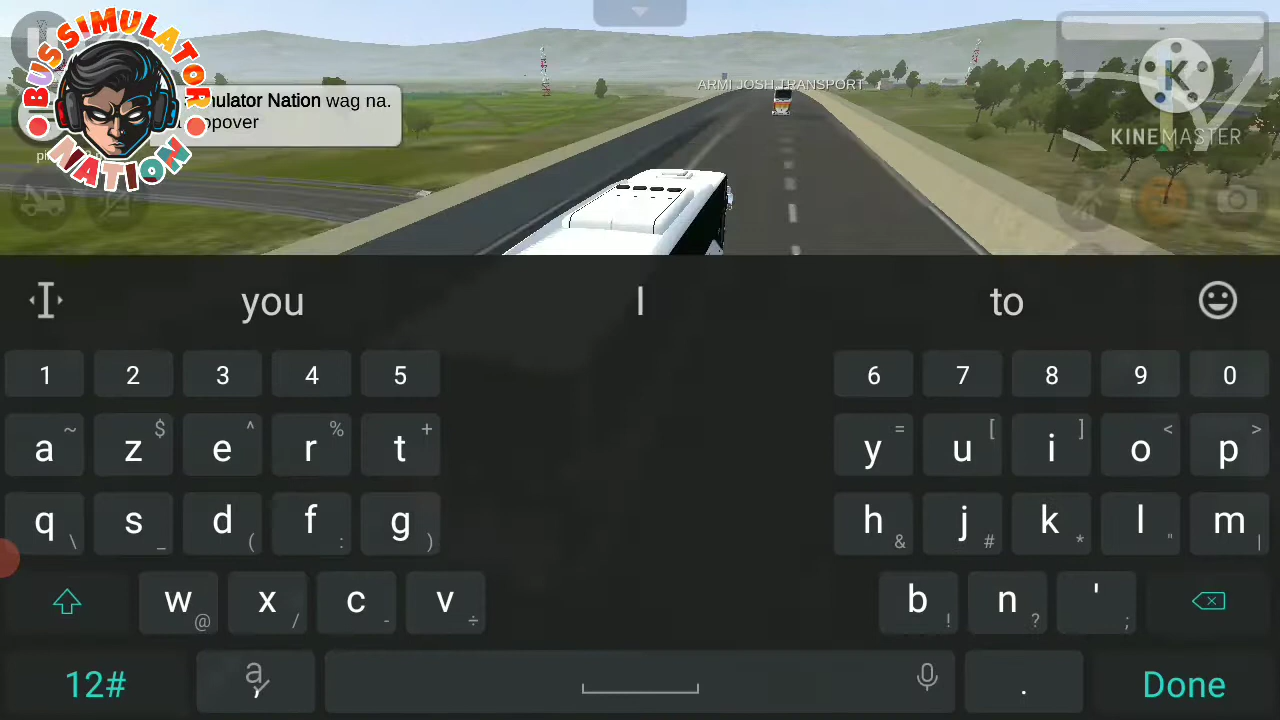 BUS SIMULATOR
NATION
mulator Nation wag na.
opover
ARMI JOSH TRANSPORT
K
KINEMASTER
you I to
1 2 3 4 5 6 7 8 9 0
a ~ z $ e ^ r % t + y = u [ i ] o < p >
q \ s _ d ( f : g ) h & j # k * l " m |
w @ x / c - v ÷ b ! n ? ' ;
12# a , . Done